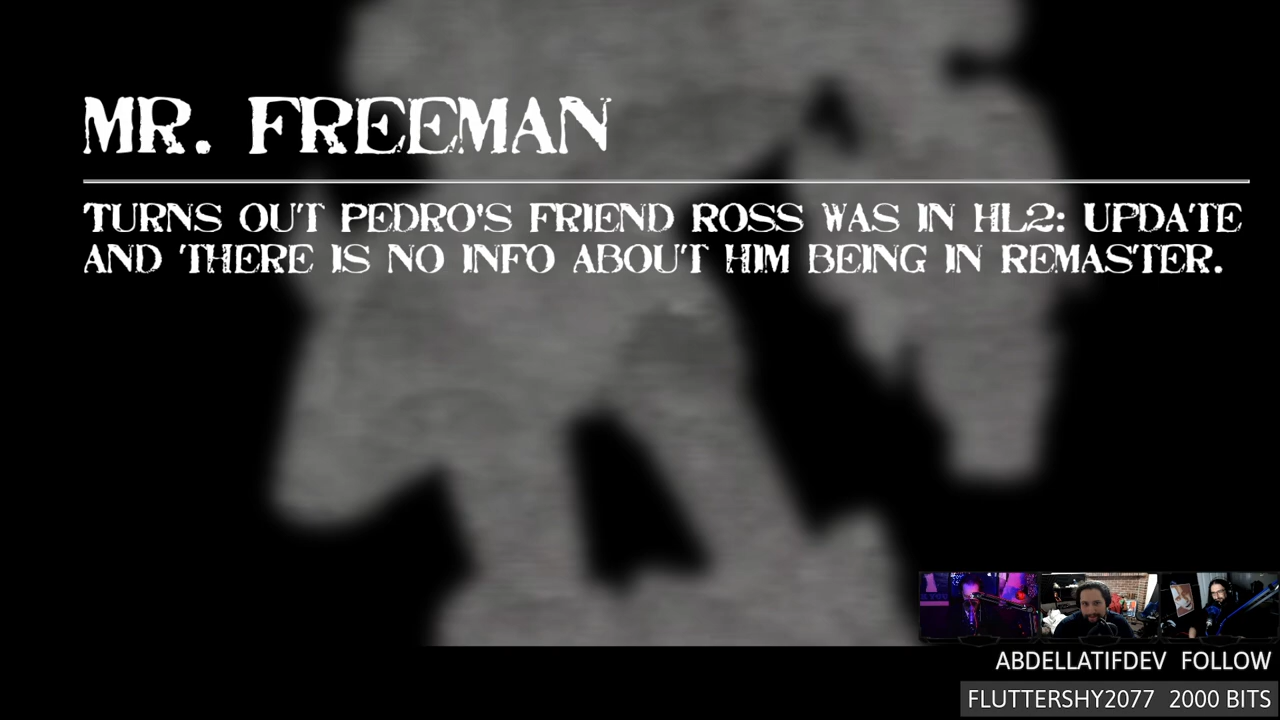 MR. FREEMAN
TURNS OUT PEDRO'S FRIEND ROSS WAS IN HL2: UPDATE
AND THERE IS NO INFO ABOUT HIM BEING IN REMASTER.
ABDELLATIFDEV FOLLOW
FLUTTERSHY2077 2000 BITS